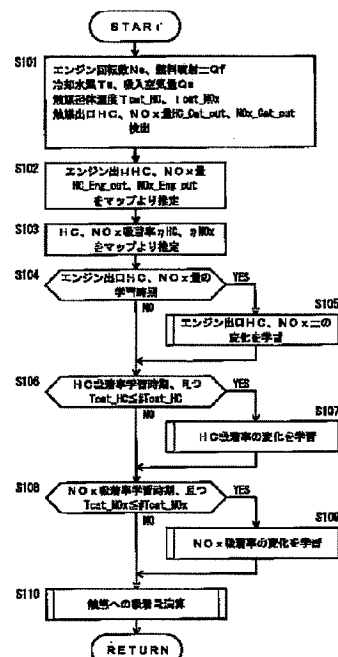 START
S101
エンジン回転数Ne、燃料噴射量Qf
冷却水温Tw、吸入空気量Qa
触媒担体温度Tcat_HC、Tcat_NOx
触媒出口HC、NOx量HC_Cat_out、NOx_Cat_out
検出
S102
エンジン出口HC、NOx量
HC_Eng_out、NOx_Eng_out
をマップより推定
S103
HC、NOx吸着率ηHC、ηNOx
をマップより推定
S104
エンジン出口HC、NOx量の
学習時期
YES
NO
S105
エンジン出口HC、NOx量の
変化を学習
S106
HC吸着率学習時期、且つ
Tcat_HC≦#Tcat_HC
YES
NO
S107
HC吸着率の変化を学習
S108
NOx吸着率学習時期、且つ
Tcat_NOx≦#Tcat_NOx
YES
NO
S109
NOx吸着率の変化を学習
S110
触媒への吸着量演算
RETURN